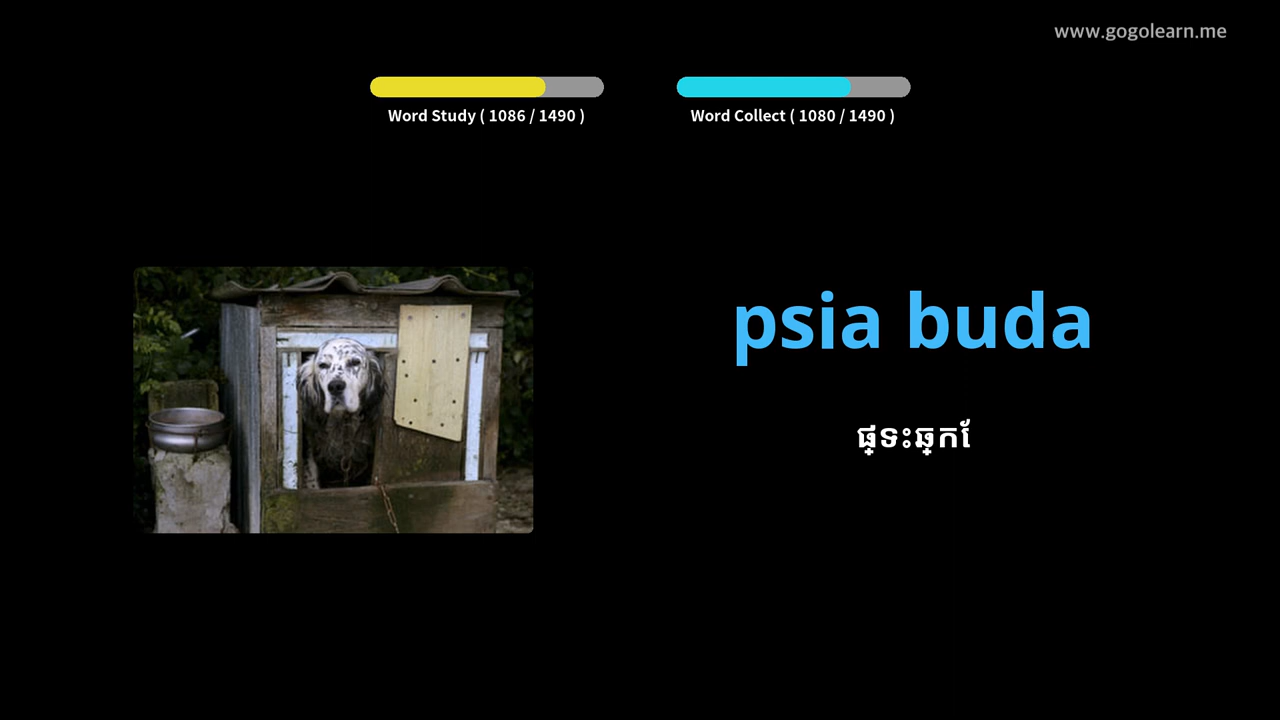 www.gogolearn.me
Word Study ( 1086 / 1490 )
Word Collect ( 1080 / 1490 )
psia buda
ផ្ទះឆ្កែ